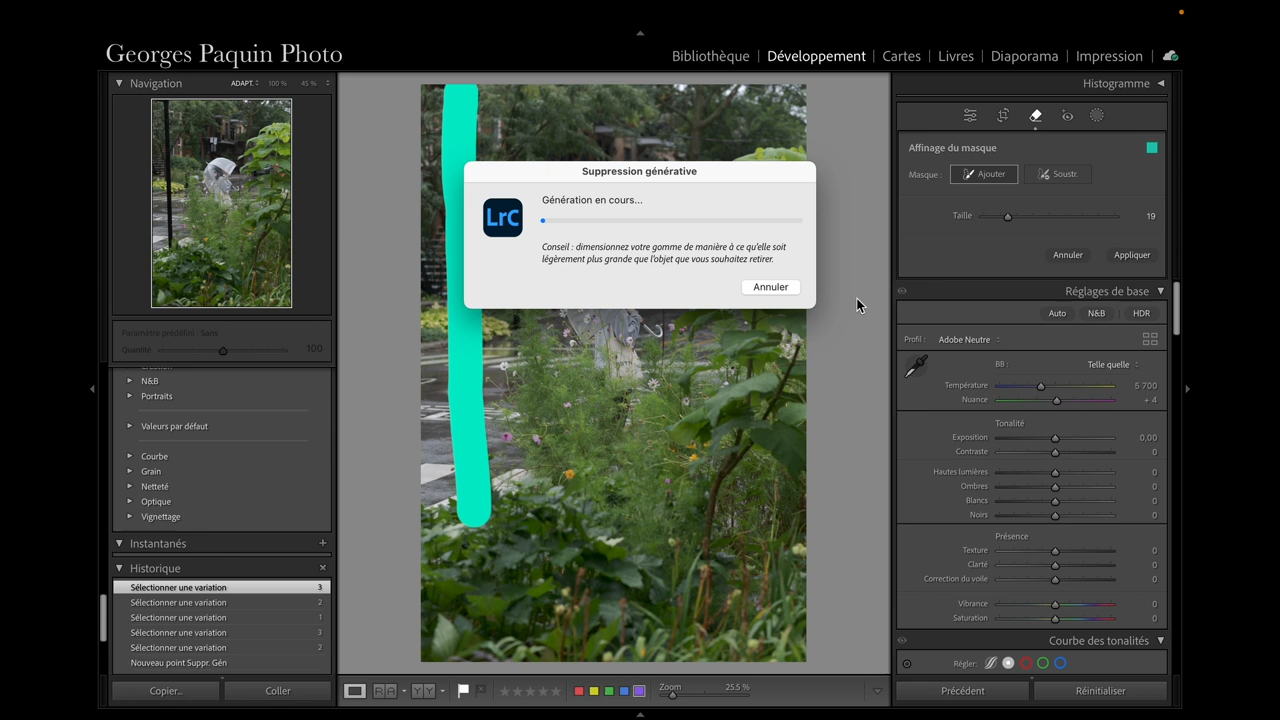 Georges Paquin Photo
Bibliothèque | Développement | Cartes | Livres | Diaporama | Impression
Navigation ADAPT. 100 % 45 %
Paramètre prédéfini : Sans
Quantité 100
N&B
Portraits
Valeurs par défaut
Courbe
Grain
Netteté
Optique
Vignettage
Instantanés +
Historique ×
Sélectionner une variation 3
Sélectionner une variation 2
Sélectionner une variation 1
Sélectionner une variation 3
Sélectionner une variation 2
Nouveau point Suppr. Gén
Copier... Coller
Suppression générative
LrC
Génération en cours...
Conseil : dimensionnez votre gomme de manière à ce qu'elle soit
légèrement plus grande que l'objet que vous souhaitez retirer.
Annuler
R A Y Y Zoom 25.5 %
Histogramme
Affinage du masque
Masque : Ajouter Soustr.
Taille 19
Annuler Appliquer
Réglages de base
Auto N&B | HDR
Profil : Adobe Neutre
BB : Telle quelle
Température 5 700
Nuance + 4
Tonalité
Exposition 0,00
Contraste 0
Hautes lumières 0
Ombres 0
Blancs 0
Noirs 0
Présence
Texture 0
Clarté 0
Correction du voile 0
Vibrance 0
Saturation 0
Courbe des tonalités
Régler :
Précédent Réinitialiser